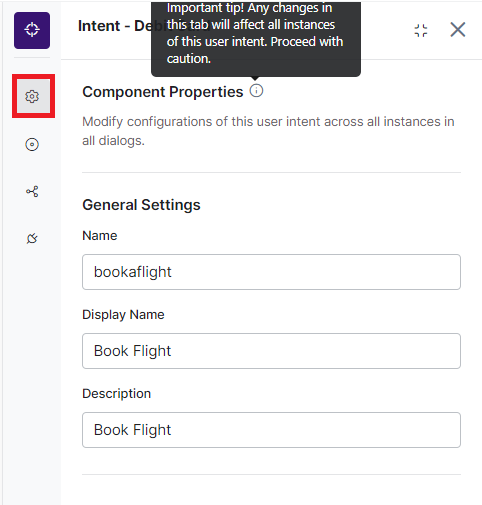 Important tip! Any changes in
Intent - Deb
this tab will affect all instances
of this user intent. Proceed with
caution.
Component Properties
Modify configurations of this user intent across all instances in
all dialogs.
General Settings
Name
bookaflight
Display Name
Book Flight
Description
Book Flight